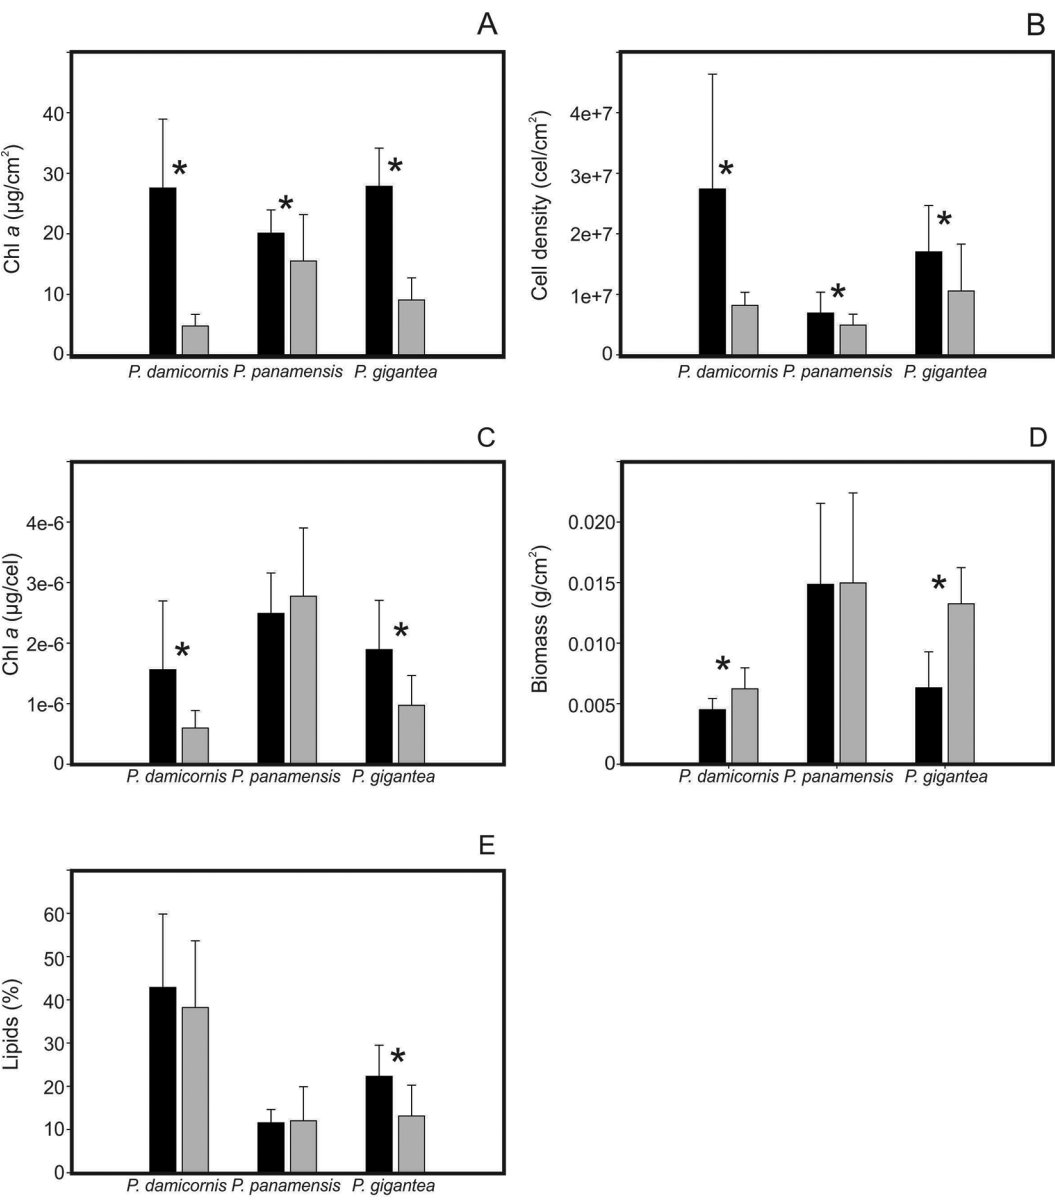 A
Chl a (µg/cm²)
40
30
20
10
0
*
*
*
P. damicornis P. panamensis P. gigantea
B
Cell density (cel/cm²)
4e+7
3e+7
2e+7
1e+7
0
*
*
*
P. damicornis P. panamensis P. gigantea
C
Chl a (µg/cel)
4e-6
3e-6
2e-6
1e-6
0
*
*
P. damicornis P. panamensis P. gigantea
D
Biomass (g/cm²)
0.020
0.015
0.010
0.005
0
*
*
P. damicornis P. panamensis P. gigantea
E
Lipids (%)
60
50
40
30
20
10
0
*
P. damicornis P. panamensis P. gigantea